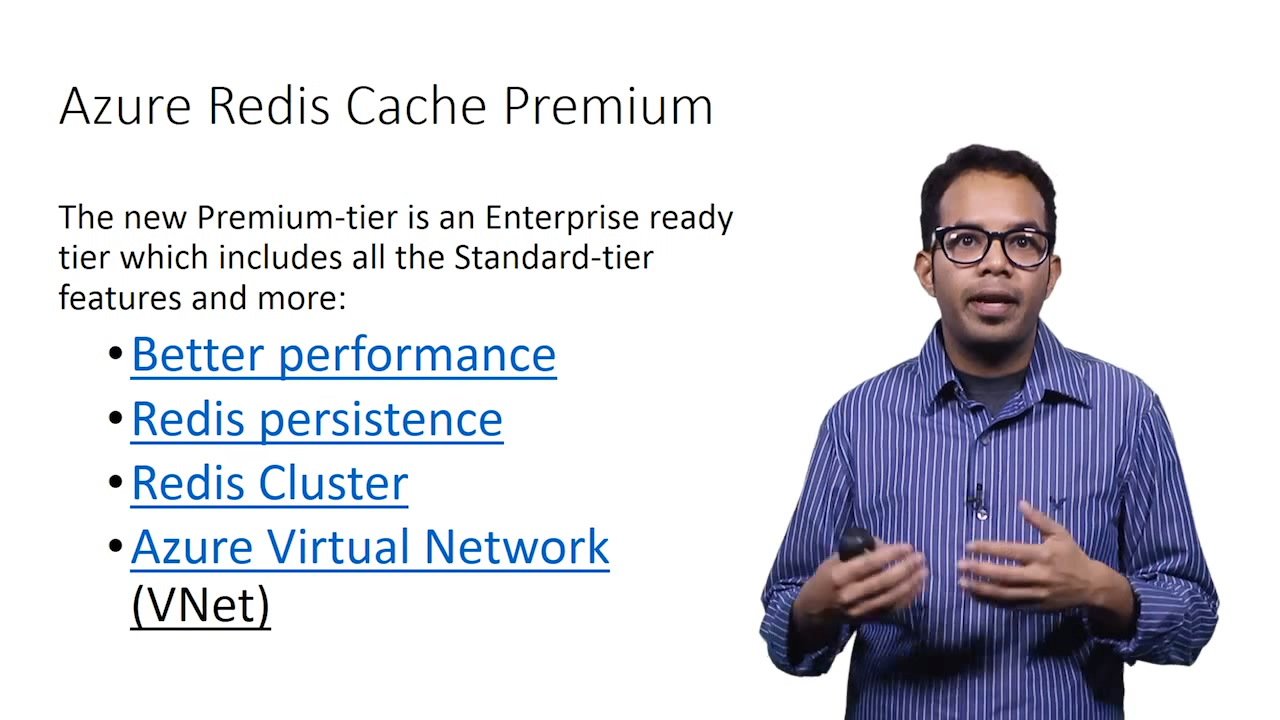 Azure Redis Cache Premium
The new Premium-tier is an Enterprise ready
tier which includes all the Standard-tier
features and more:
• Better performance
• Redis persistence
• Redis Cluster
• Azure Virtual Network
(VNet)